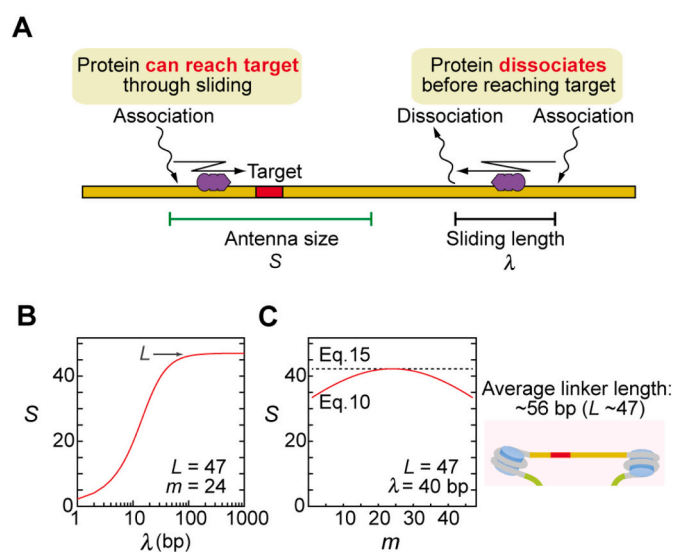 A
Protein can reach target
through sliding
Protein dissociates
before reaching target
Association
Dissociation
Association
Target
Antenna size
S
Sliding length
λ
B
S
40
20
0
L
L = 47
m = 24
1
10
100
1000
λ (bp)
C
S
40
20
0
Eq.15
Eq.10
L = 47
λ = 40 bp
10
20
30
40
m
Average linker length:
~56 bp (L ~47)